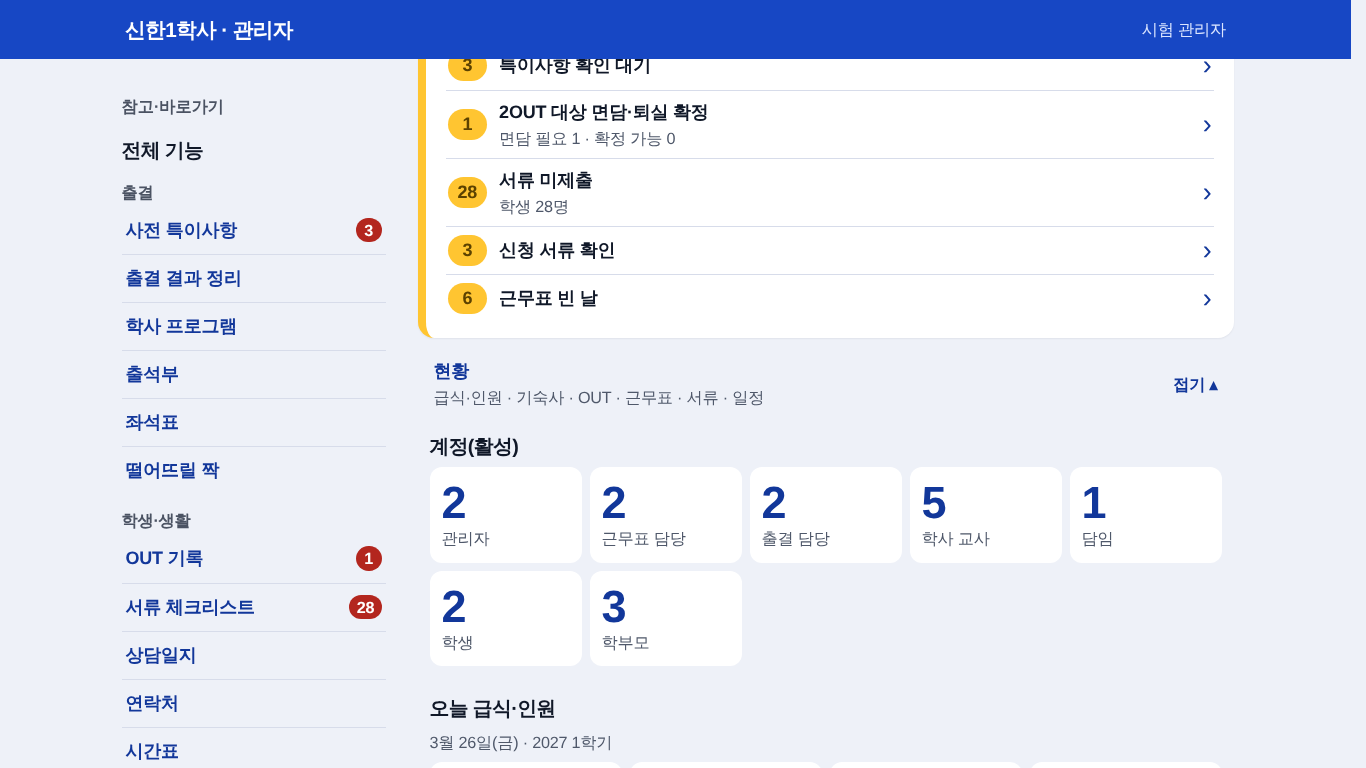 신한1학사 · 관리자
시험 관리자
참고·바로가기
전체 기능
출결
사전 특이사항 3
출결 결과 정리
학사 프로그램
출석부
좌석표
떨어뜨릴 짝
학생·생활
OUT 기록 1
서류 체크리스트 28
상담일지
연락처
시간표
3 특이사항 확인 대기 ›
1 2OUT 대상 면담·퇴실 확정 ›
면담 필요 1 · 확정 가능 0
28 서류 미제출 ›
학생 28명
3 신청 서류 확인 ›
6 근무표 빈 날 ›
현황
급식·인원 · 기숙사 · OUT · 근무표 · 서류 · 일정
접기 ▴
계정(활성)
2
관리자
2
근무표 담당
2
출결 담당
5
학사 교사
1
담임
2
학생
3
학부모
오늘 급식·인원
3월 26일(금) · 2027 1학기